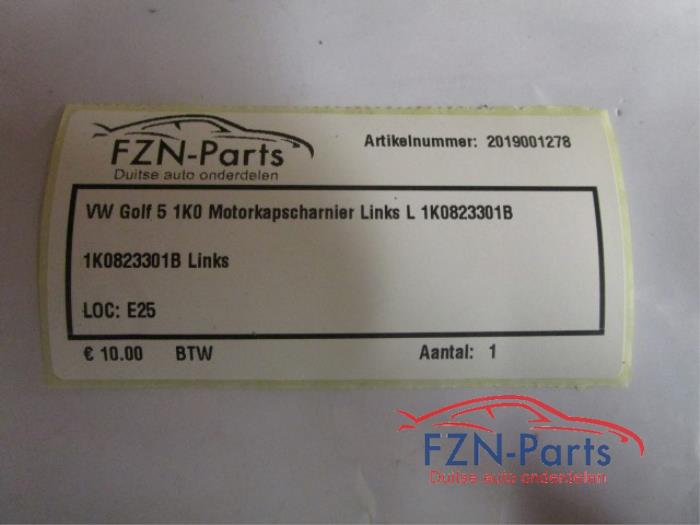 FZN-Parts
Duitse auto onderdelen
Artikelnummer: 2019001278
VW Golf 5 1K0 Motorkapscharnier Links L 1K0823301B
1K0823301B Links
LOC: E25
€ 10.00 BTW Aantal: 1
FZN-Parts
Duitse auto onderdelen